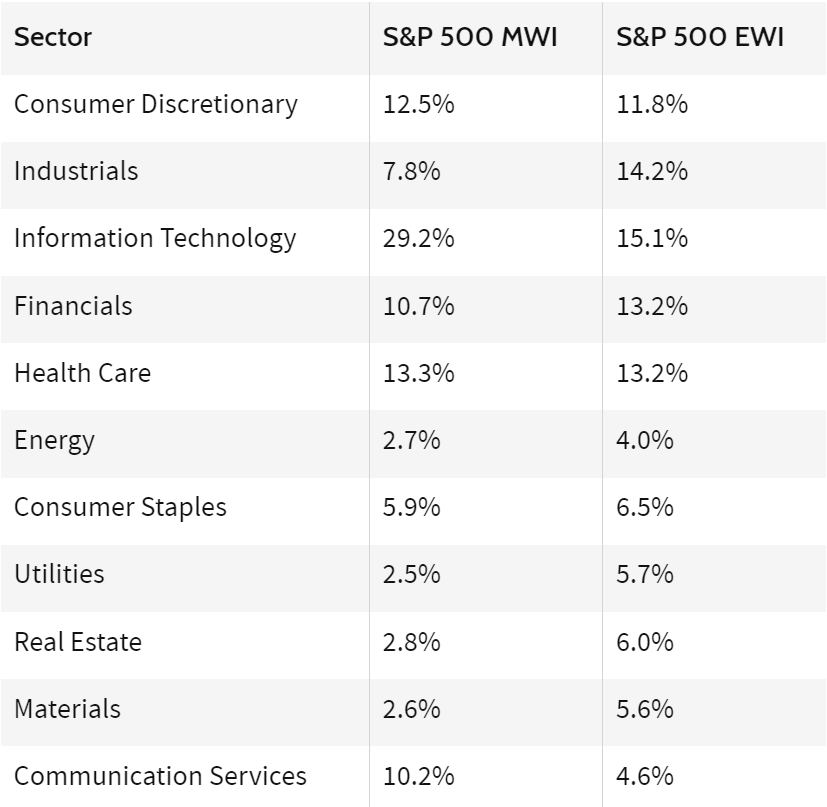 Sector S&P 500 MWI S&P 500 EWI
Consumer Discretionary 12.5% 11.8%
Industrials 7.8% 14.2%
Information Technology 29.2% 15.1%
Financials 10.7% 13.2%
Health Care 13.3% 13.2%
Energy 2.7% 4.0%
Consumer Staples 5.9% 6.5%
Utilities 2.5% 5.7%
Real Estate 2.8% 6.0%
Materials 2.6% 5.6%
Communication Services 10.2% 4.6%